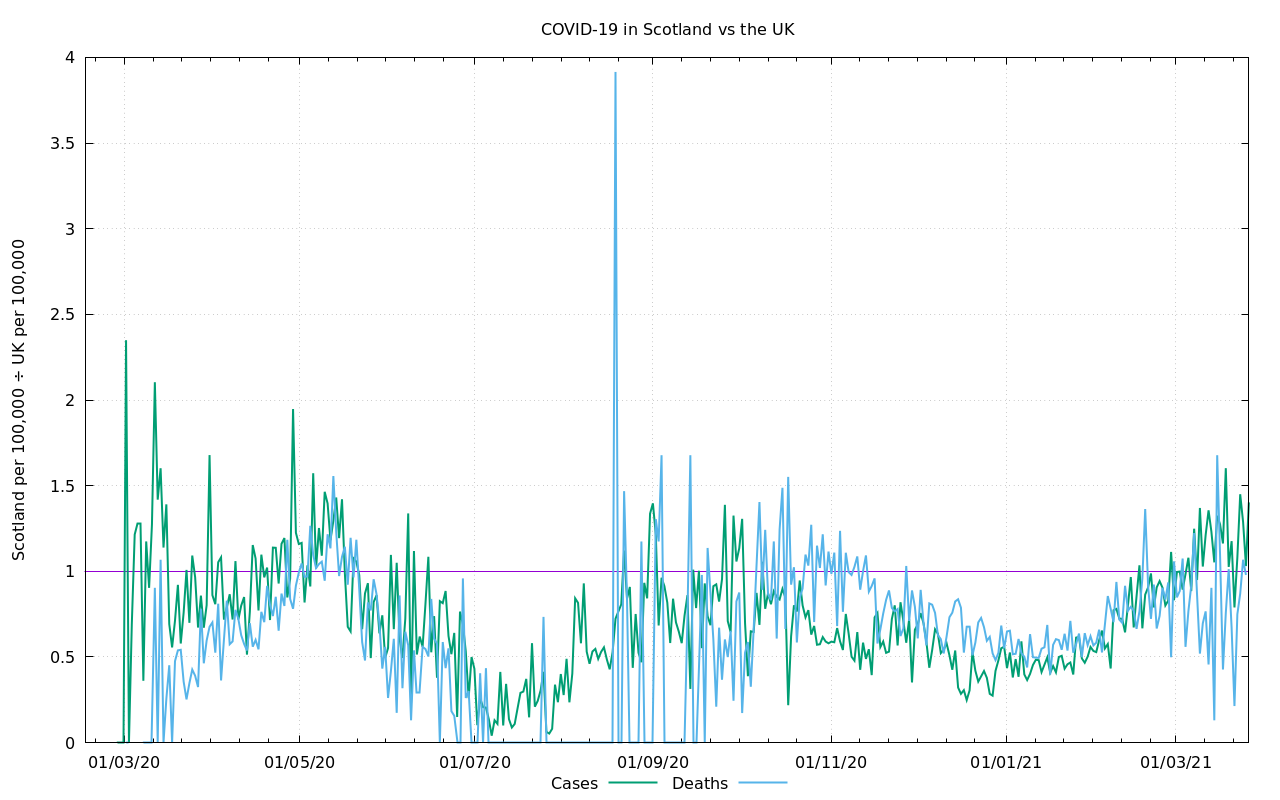 COVID-19 in Scotland vs the UK
Scotland per 100,000 ÷ UK per 100,000
4
3.5
3
2.5
2
1.5
1
0.5
0
01/03/20 01/05/20 01/07/20 01/09/20 01/11/20 01/01/21 01/03/21
Cases Deaths